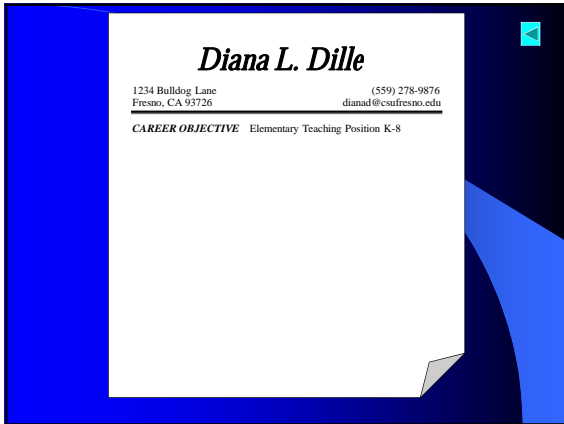 Diana L. Dille
1234 Bulldog Lane (559) 278-9876
Fresno, CA 93726 dianad@csufresno.edu
CAREER OBJECTIVE Elementary Teaching Position K-8